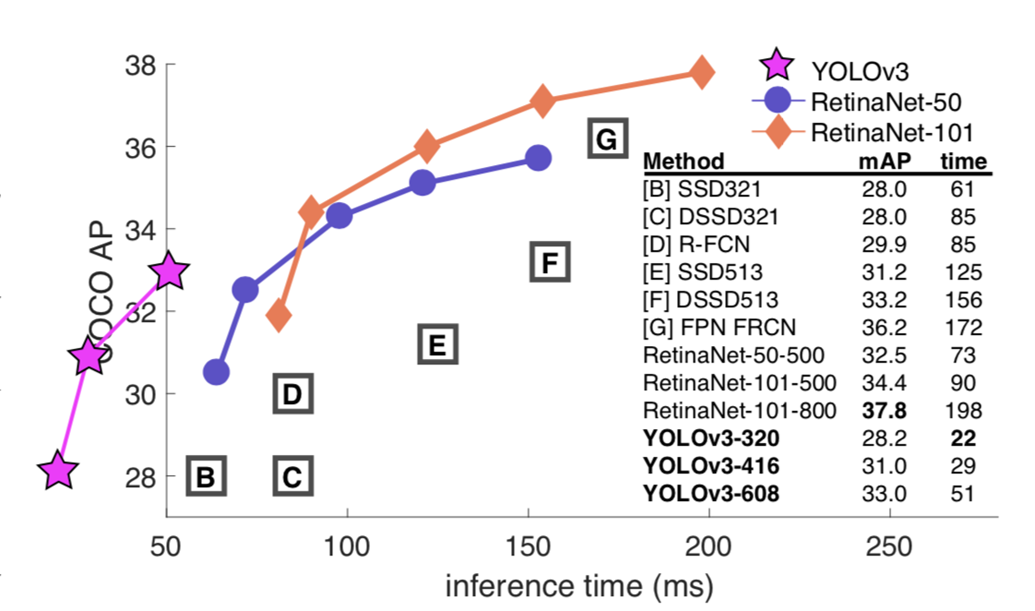 38
36
34
32
30
28
COCO AP
50 100 150 200 250
inference time (ms)
YOLOv3
RetinaNet-50
RetinaNet-101
G
F
E
D
B
C
Method mAP time
[B] SSD321 28.0 61
[C] DSSD321 28.0 85
[D] R-FCN 29.9 85
[E] SSD513 31.2 125
[F] DSSD513 33.2 156
[G] FPN FRCN 36.2 172
RetinaNet-50-500 32.5 73
RetinaNet-101-500 34.4 90
RetinaNet-101-800 37.8 198
YOLOv3-320 28.2 22
YOLOv3-416 31.0 29
YOLOv3-608 33.0 51